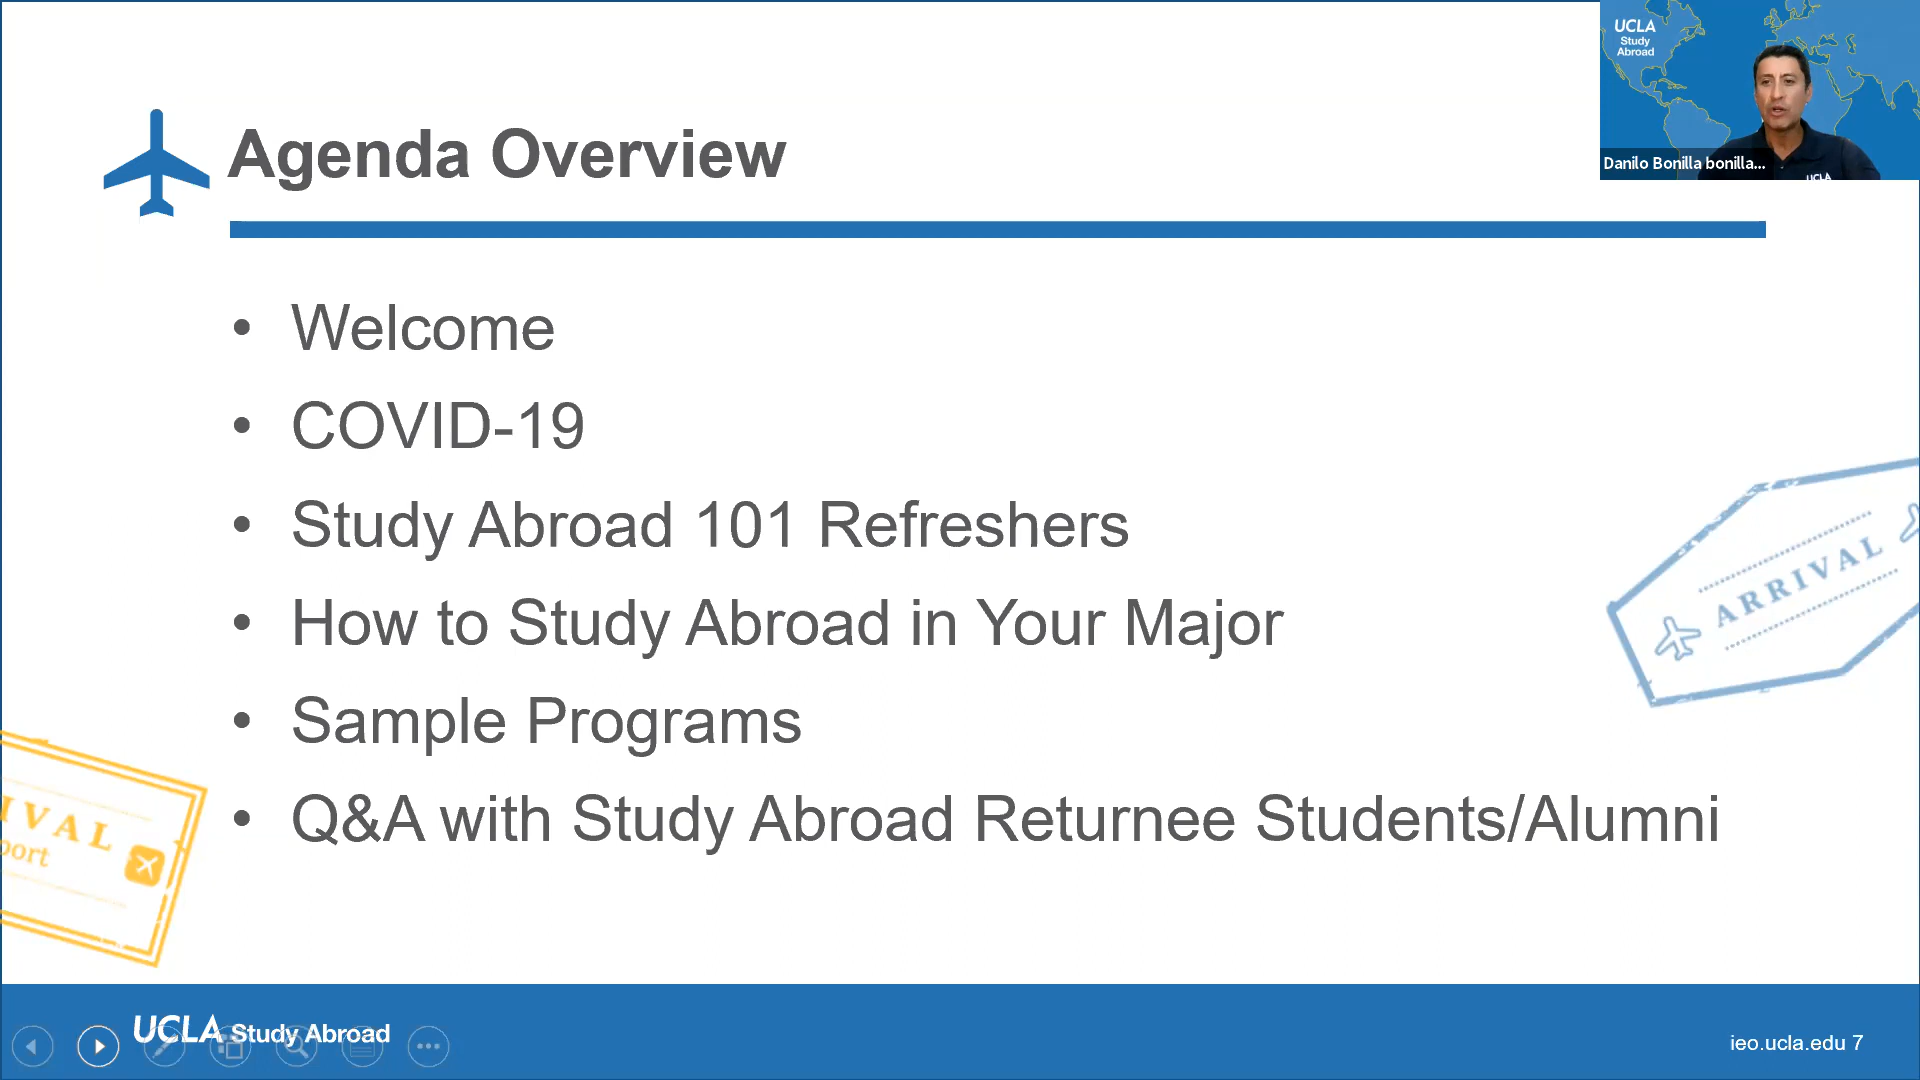 UCLA
Study
Abroad
Danilo Bonilla bonilla...
UCLA
Agenda Overview
• Welcome
• COVID-19
• Study Abroad 101 Refreshers
• How to Study Abroad in Your Major
• Sample Programs
• Q&A with Study Abroad Returnee Students/Alumni
ARRIVAL
IVAL
port
UCLA Study Abroad
ieo.ucla.edu 7